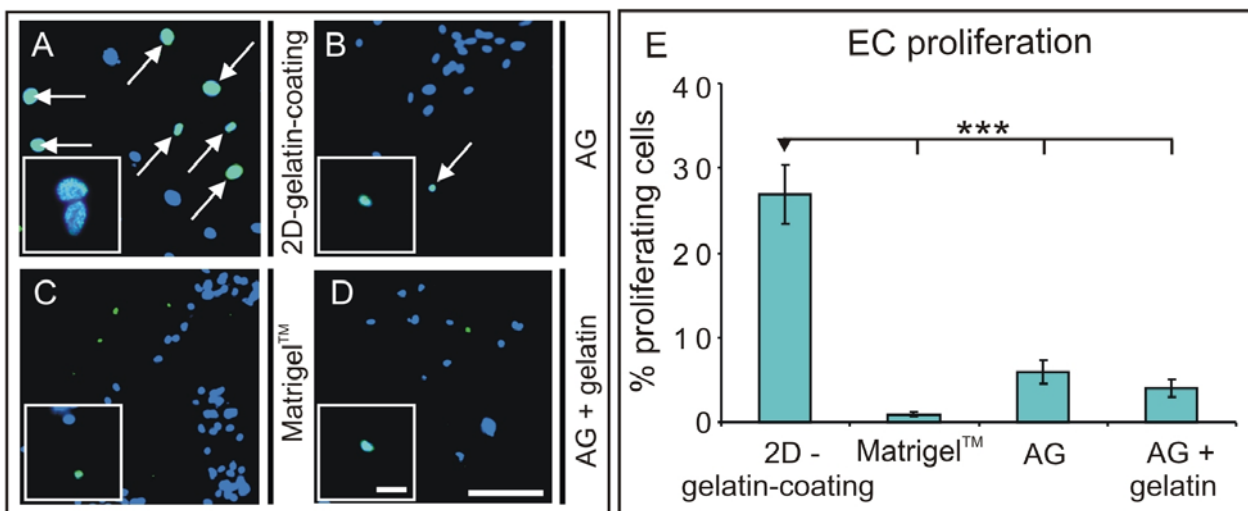 A
2D-gelatin-coating
B
AG
C
Matrigel™
D
AG + gelatin
E
EC proliferation
% proliferating cells
40
30
20
10
0
***
2D -
gelatin-coating
Matrigel™
AG
AG +
gelatin